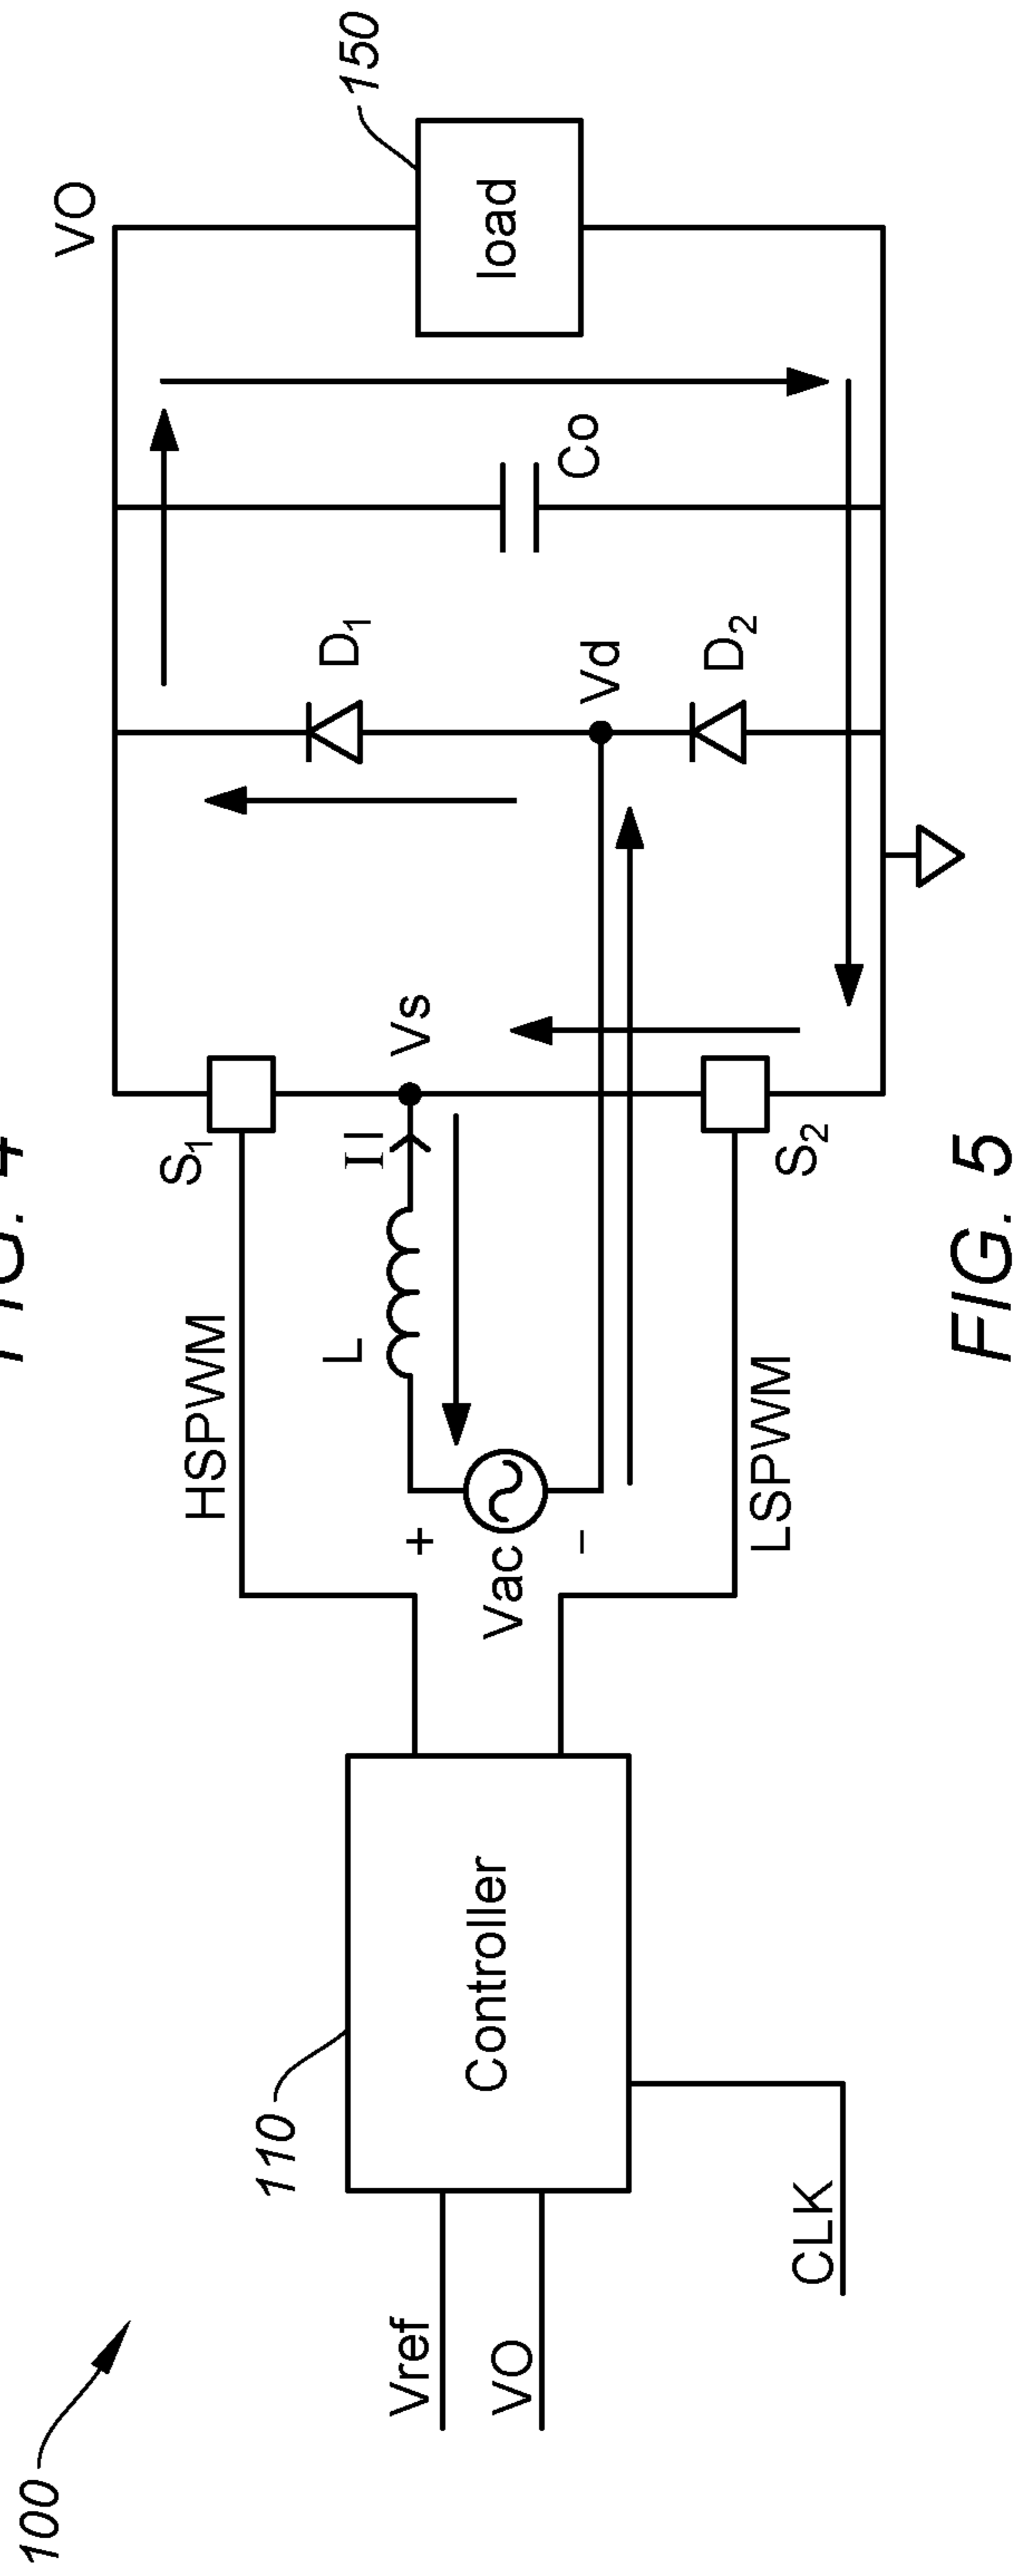 FIG. 4
100
110
Controller
Vref
VO
CLK
HSPWM
LSPWM
S1
S2
L
Il
Vs
+
Vac
−
D1
Vd
D2
Co
VO
load
150
FIG. 5